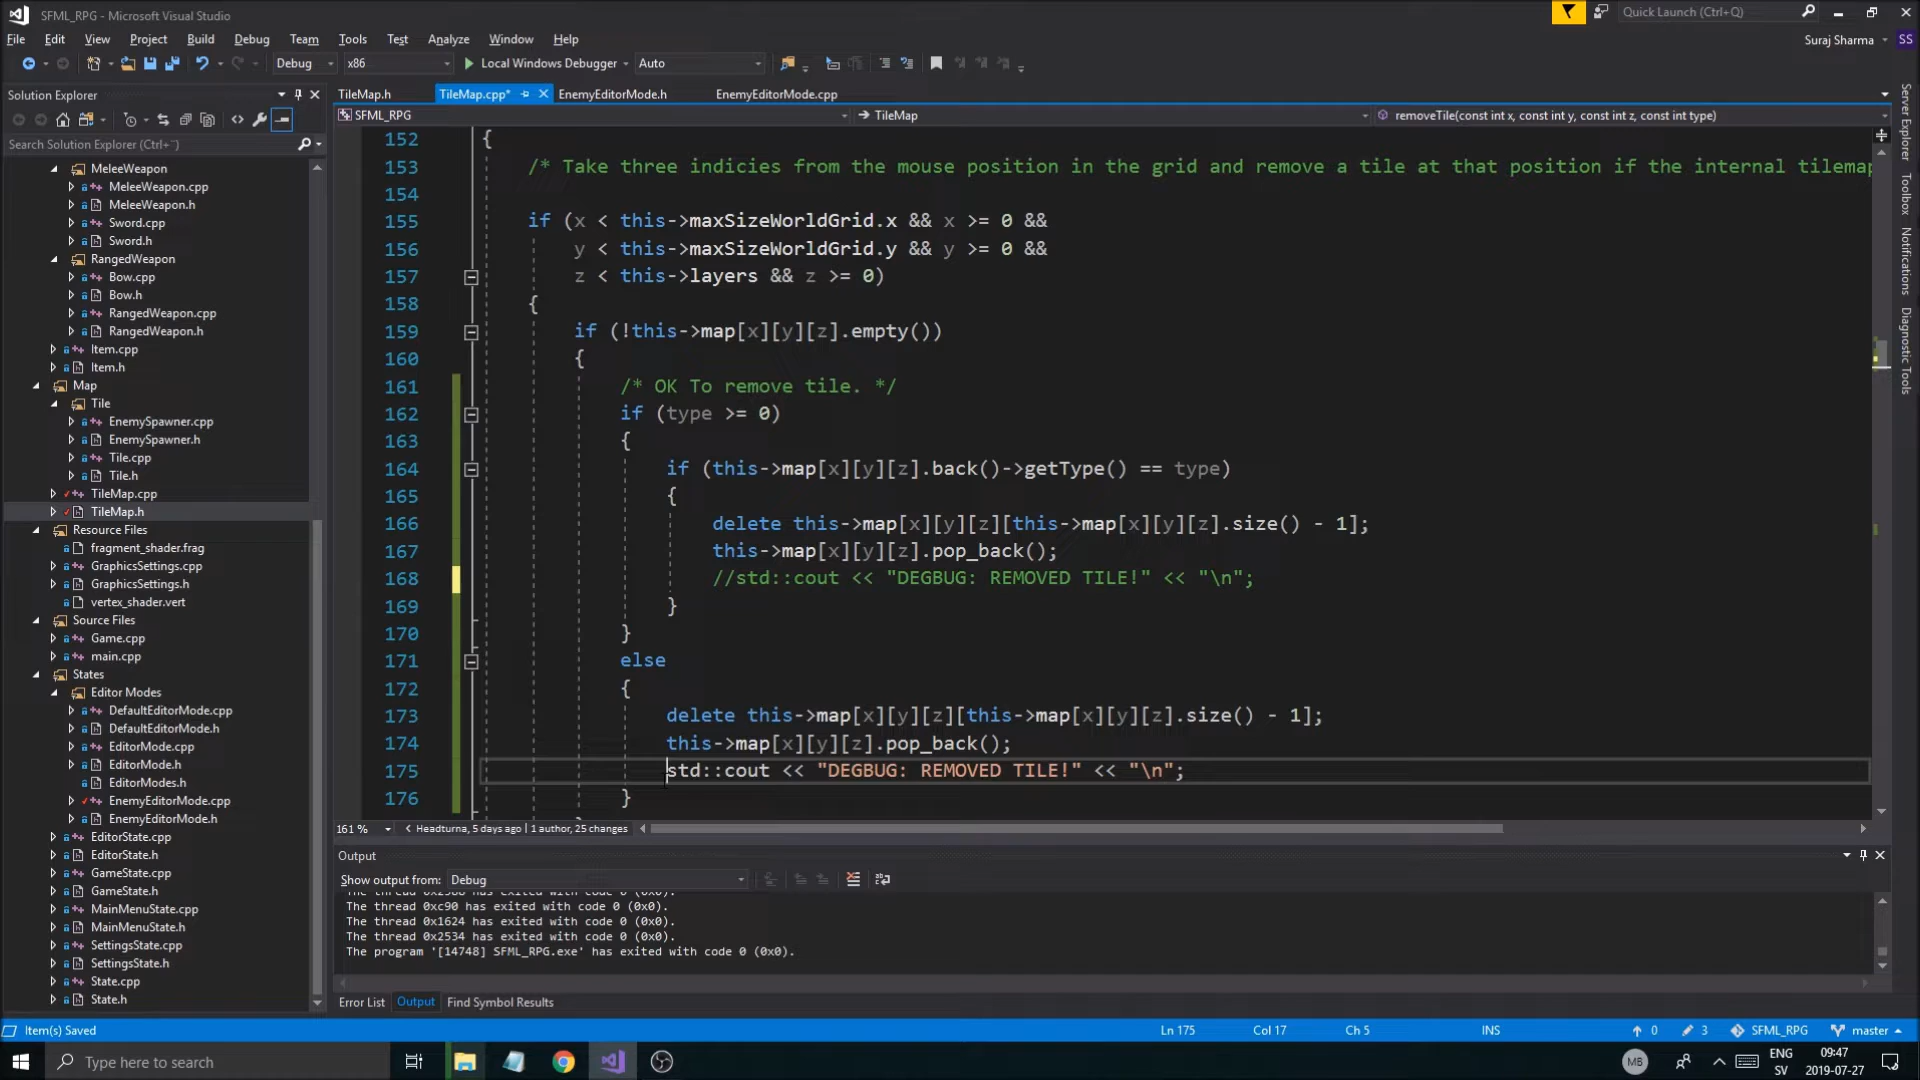 SFML_RPG - Microsoft Visual Studio
Quick Launch (Ctrl+Q)
File Edit View Project Build Debug Team Tools Test Analyze Window Help
Suraj Sharma SS
Debug x86 Local Windows Debugger Auto
Solution Explorer
Search Solution Explorer (Ctrl+¨)
MeleeWeapon
MeleeWeapon.cpp
MeleeWeapon.h
Sword.cpp
Sword.h
RangedWeapon
Bow.cpp
Bow.h
RangedWeapon.cpp
RangedWeapon.h
Item.cpp
Item.h
Map
Tile
EnemySpawner.cpp
EnemySpawner.h
Tile.cpp
Tile.h
TileMap.cpp
TileMap.h
Resource Files
fragment_shader.frag
GraphicsSettings.cpp
GraphicsSettings.h
vertex_shader.vert
Source Files
Game.cpp
main.cpp
States
Editor Modes
DefaultEditorMode.cpp
DefaultEditorMode.h
EditorMode.cpp
EditorMode.h
EditorModes.h
EnemyEditorMode.cpp
EnemyEditorMode.h
EditorState.cpp
EditorState.h
GameState.cpp
GameState.h
MainMenuState.cpp
MainMenuState.h
SettingsState.cpp
SettingsState.h
State.cpp
State.h
TileMap.h TileMap.cpp* EnemyEditorMode.h EnemyEditorMode.cpp
SFML_RPG TileMap removeTile(const int x, const int y, const int z, const int type)
152 {
153 /* Take three indicies from the mouse position in the grid and remove a tile at that position if the internal tilemap
154
155 if (x < this->maxSizeWorldGrid.x && x >= 0 &&
156 y < this->maxSizeWorldGrid.y && y >= 0 &&
157 z < this->layers && z >= 0)
158 {
159 if (!this->map[x][y][z].empty())
160 {
161 /* OK To remove tile. */
162 if (type >= 0)
163 {
164 if (this->map[x][y][z].back()->getType() == type)
165 {
166 delete this->map[x][y][z][this->map[x][y][z].size() - 1];
167 this->map[x][y][z].pop_back();
168 //std::cout << "DEGBUG: REMOVED TILE!" << "\n";
169 }
170 }
171 else
172 {
173 delete this->map[x][y][z][this->map[x][y][z].size() - 1];
174 this->map[x][y][z].pop_back();
175 std::cout << "DEGBUG: REMOVED TILE!" << "\n";
176 }
161 % Headturna, 5 days ago | 1 author, 25 changes
Output
Show output from: Debug
The thread 0xc90 has exited with code 0 (0x0).
The thread 0x1624 has exited with code 0 (0x0).
The thread 0x2534 has exited with code 0 (0x0).
The program '[14748] SFML_RPG.exe' has exited with code 0 (0x0).
Error List Output Find Symbol Results
Server Explorer
Toolbox
Notifications
Diagnostic Tools
Item(s) Saved Ln 175 Col 17 Ch 5 INS 0 3 SFML_RPG master
Type here to search MB ENG SV 09:47 2019-07-27